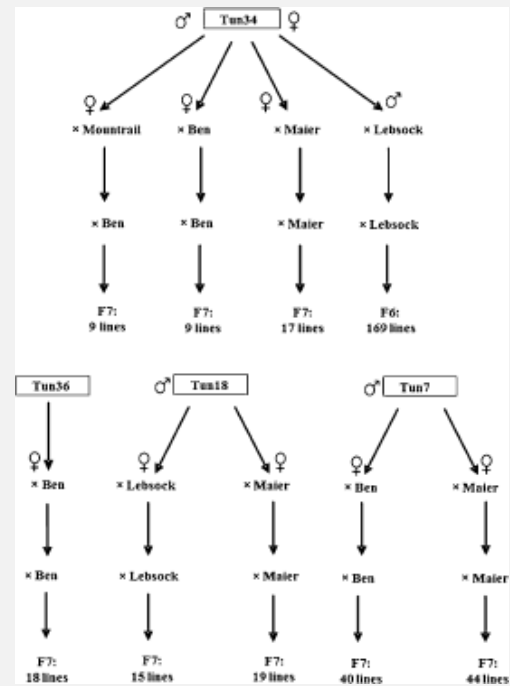 ♂ Tun34 ♀
♀ ♀ ♀ ♂
× Mountrail × Ben × Maier × Lebsock
× Ben × Ben × Maier × Lebsock
F7: F7: F7: F6:
9 lines 9 lines 17 lines 169 lines
Tun36 ♂ Tun18 ♂ Tun7
♀ ♀ ♀ ♀ ♀
× Ben × Lebsock × Maier × Ben × Maier
× Ben × Lebsock × Maier × Ben × Maier
F7: F7: F7: F7: F7:
18 lines 15 lines 19 lines 40 lines 44 lines